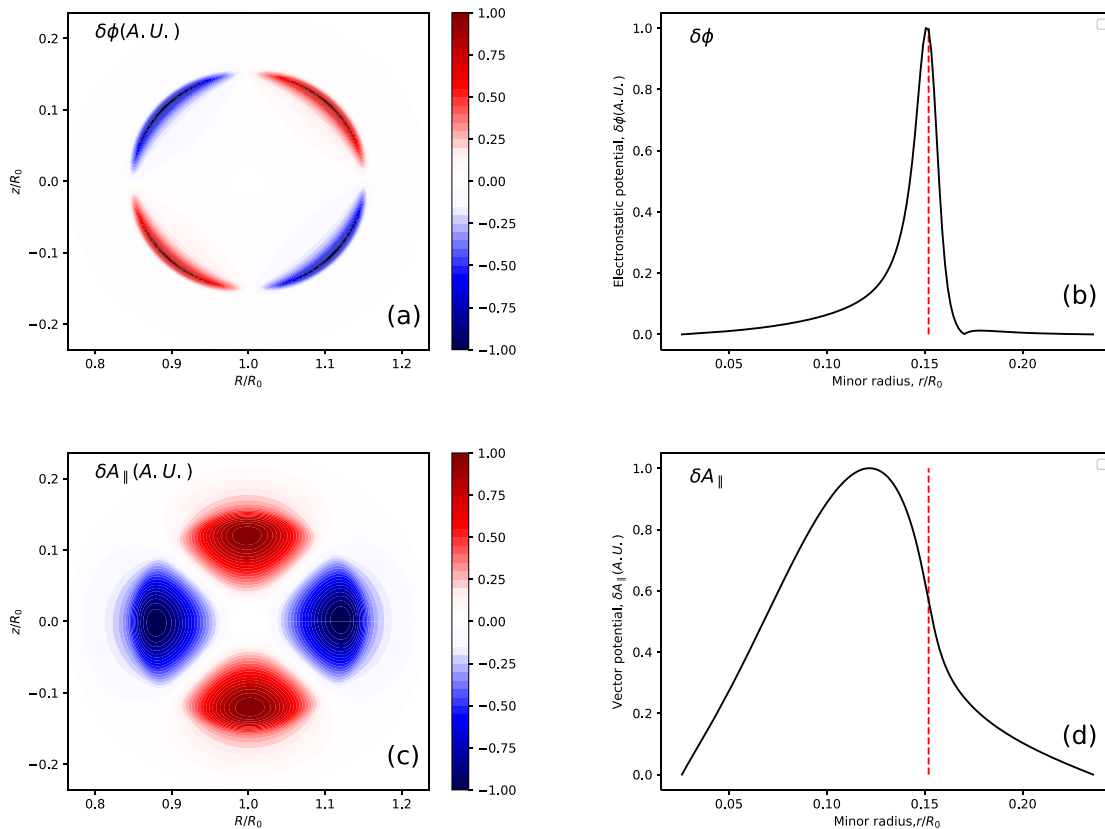 δϕ(A.U.)
z/R₀
0.2
0.1
0.0
−0.1
−0.2
0.8 0.9 1.0 1.1 1.2
R/R₀
(a)
1.00
0.75
0.50
0.25
0.00
−0.25
−0.50
−0.75
−1.00
δϕ
Electronstatic potential, δϕ(A.U.)
1.0
0.8
0.6
0.4
0.2
0.0
0.05 0.10 0.15 0.20
Minor radius, r/R₀
(b)
δA∥(A.U.)
z/R₀
0.2
0.1
0.0
−0.1
−0.2
0.8 0.9 1.0 1.1 1.2
R/R₀
(c)
1.00
0.75
0.50
0.25
0.00
−0.25
−0.50
−0.75
−1.00
δA∥
Vector potential, δA∥(A.U.)
1.0
0.8
0.6
0.4
0.2
0.0
0.05 0.10 0.15 0.20
Minor radius,r/R₀
(d)